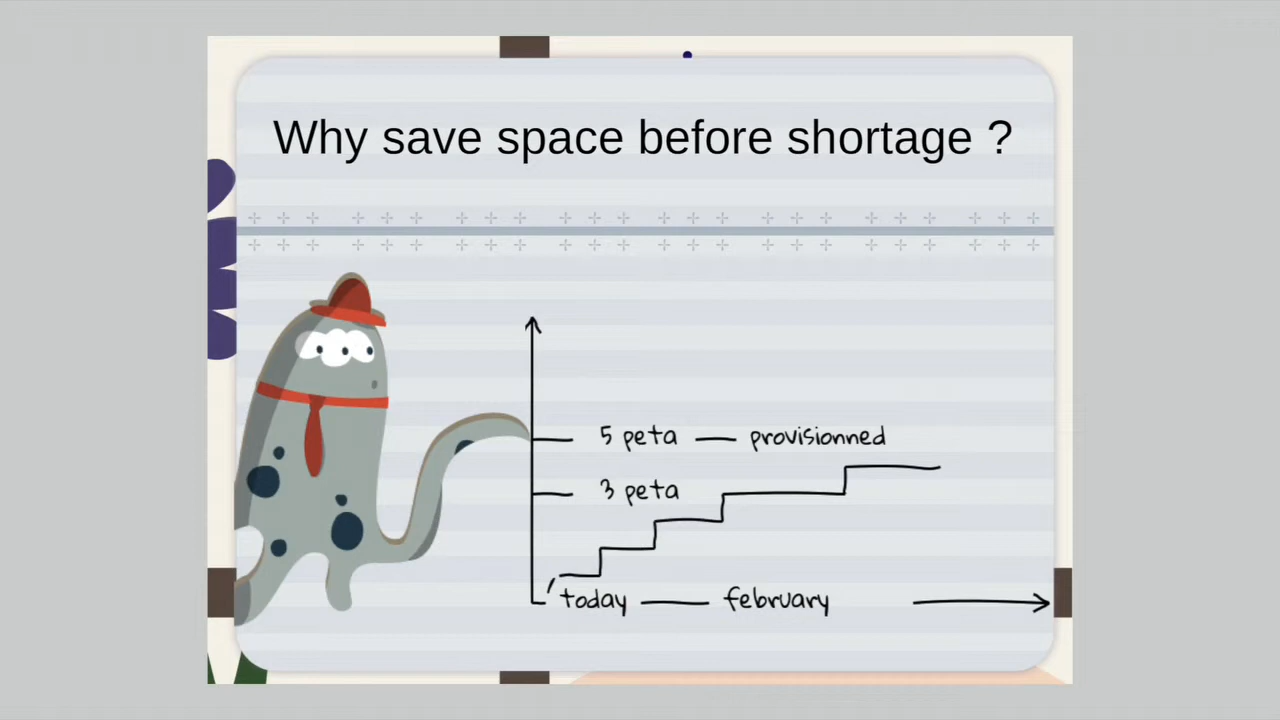 Why save space before shortage ?
5 peta — provisionned
3 peta
today — february